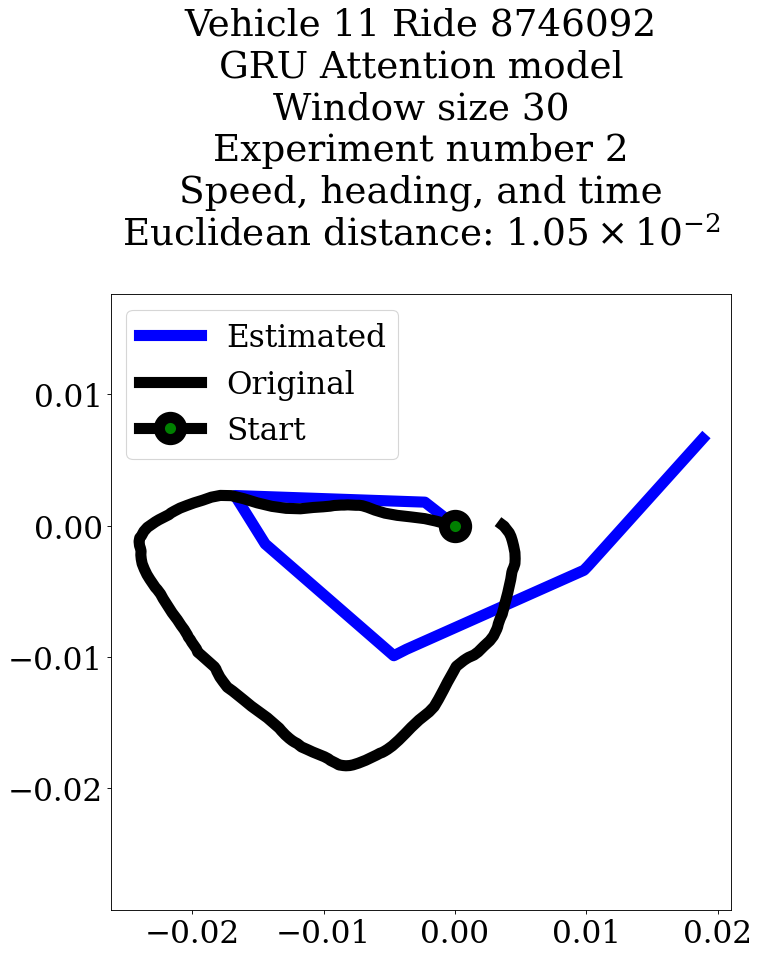 Vehicle 11 Ride 8746092
GRU Attention model
Window size 30
Experiment number 2
Speed, heading, and time
Euclidean distance: 1.05 × 10⁻²
Estimated
Original
Start
0.01
0.00
−0.01
−0.02
−0.02 −0.01 0.00 0.01 0.02